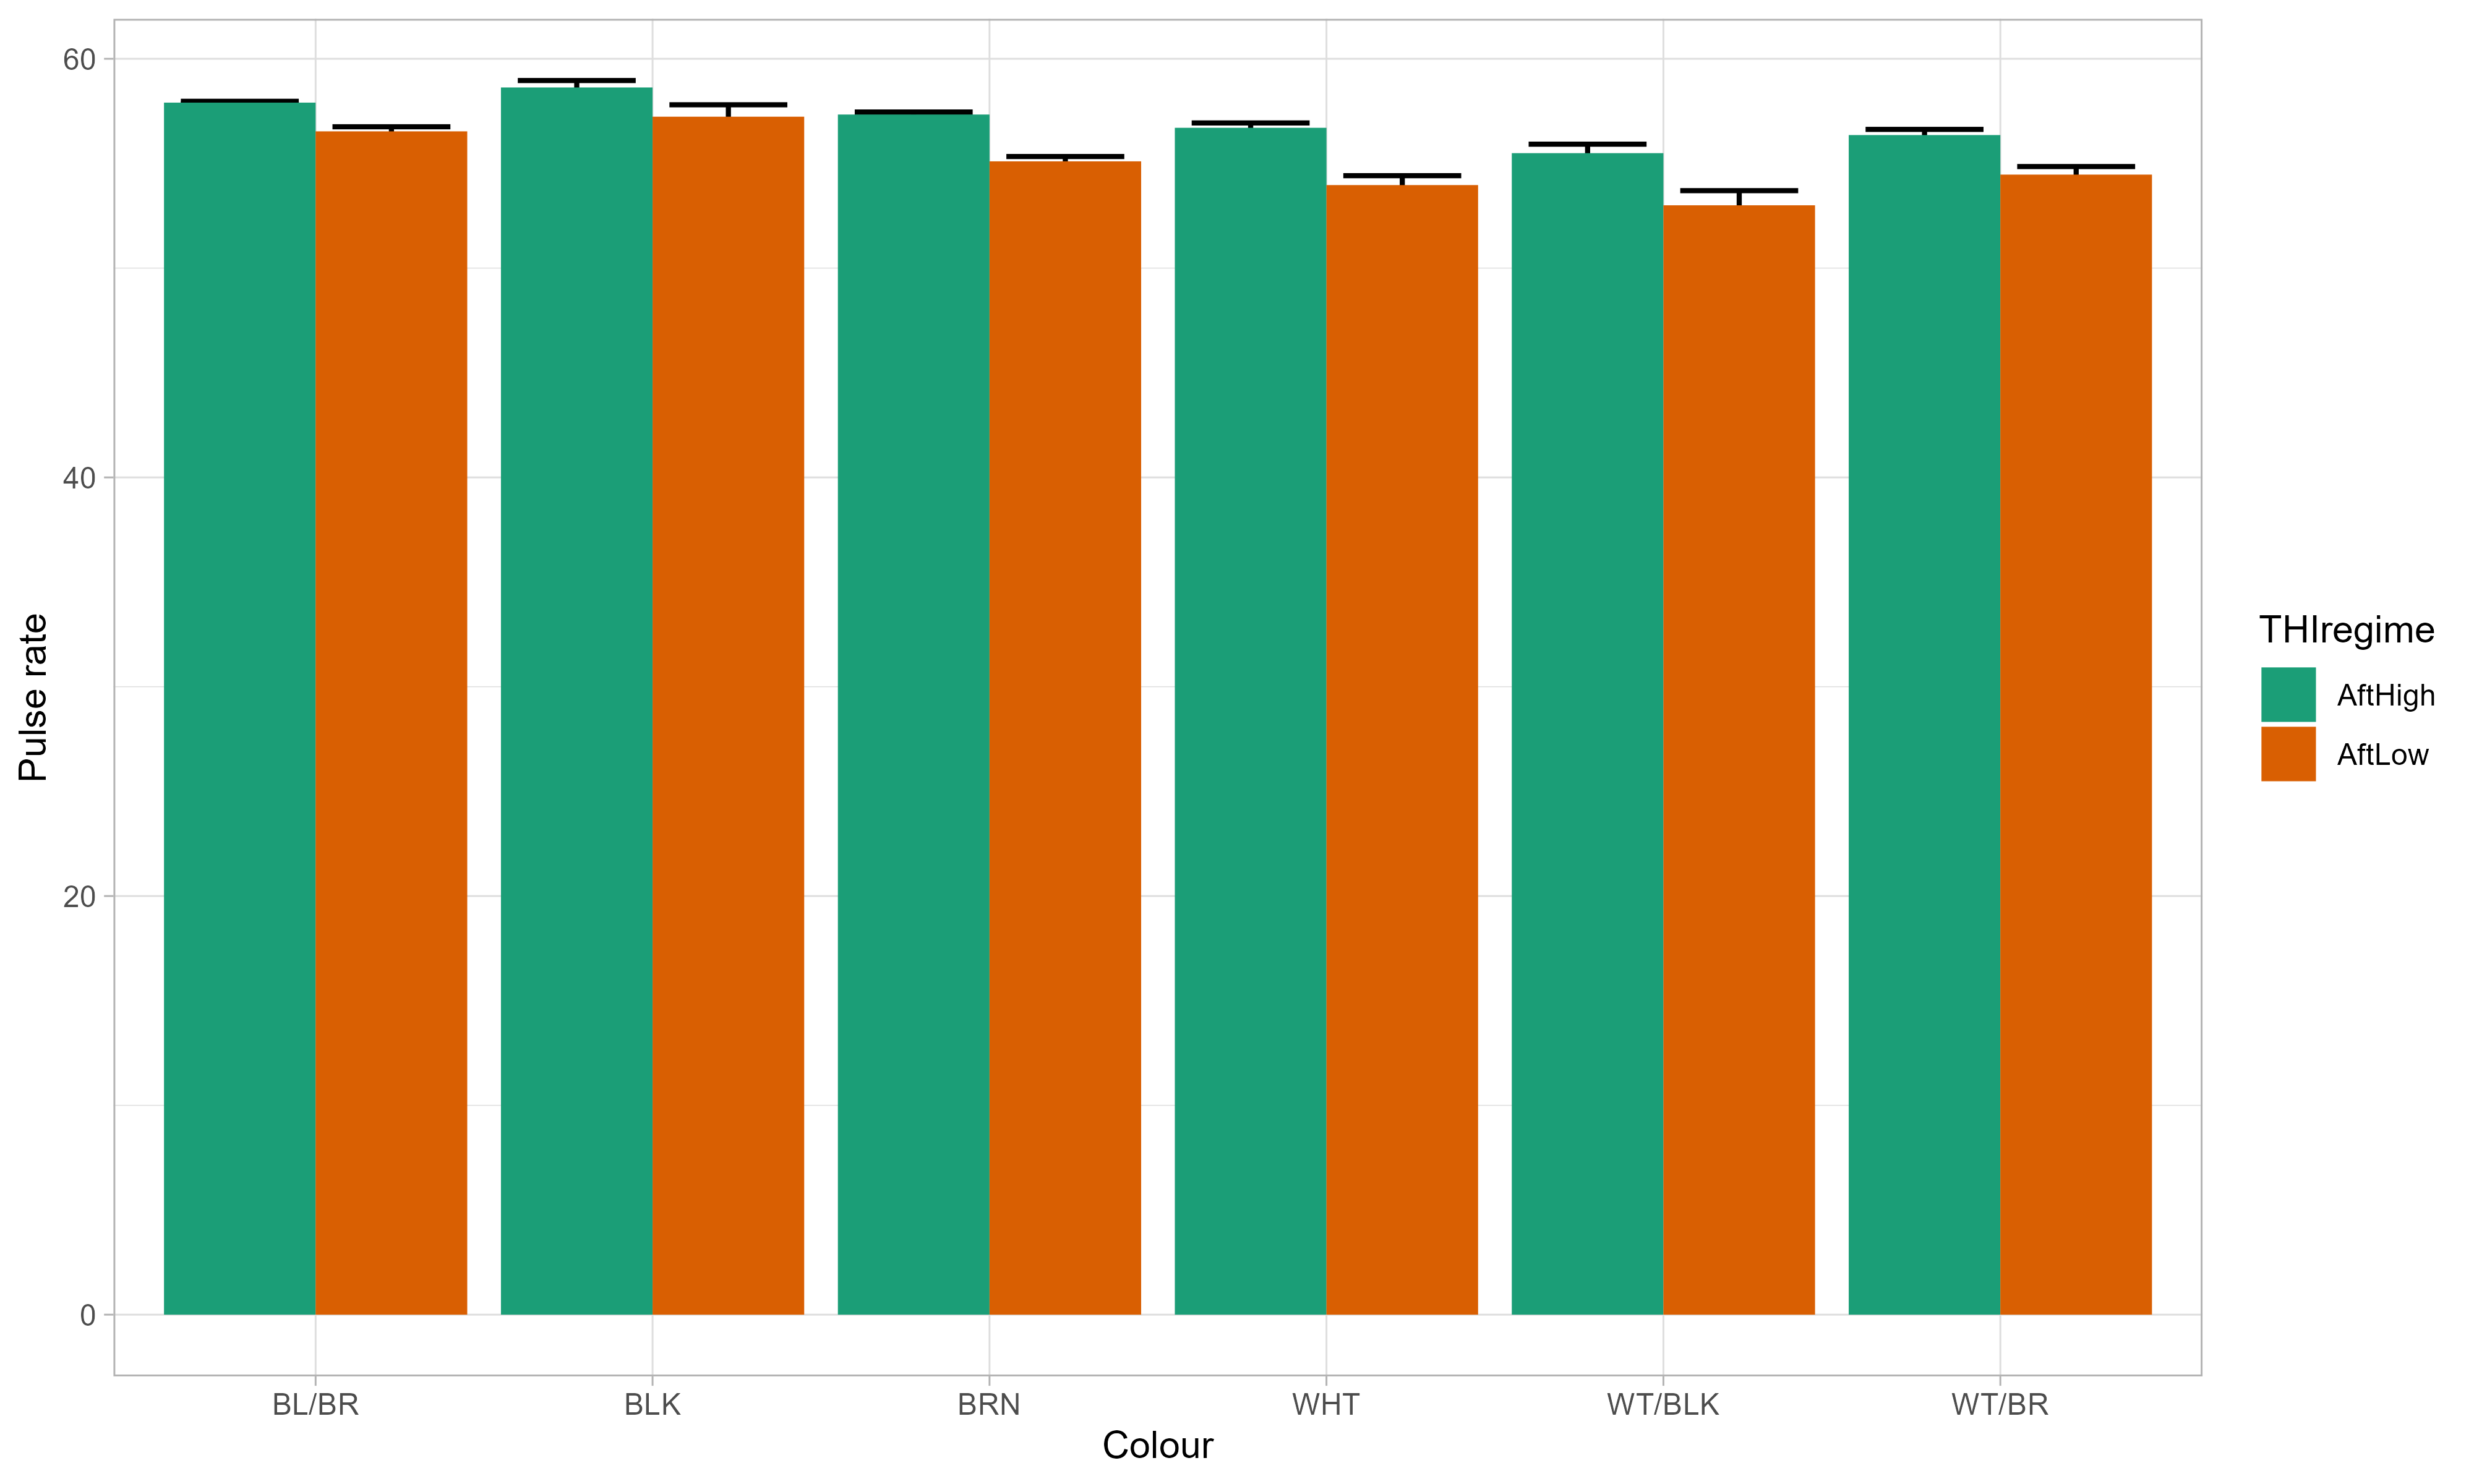 60
40
20
0
Pulse rate
BL/BR BLK BRN WHT WT/BLK WT/BR
Colour
THIregime
AftHigh
AftLow